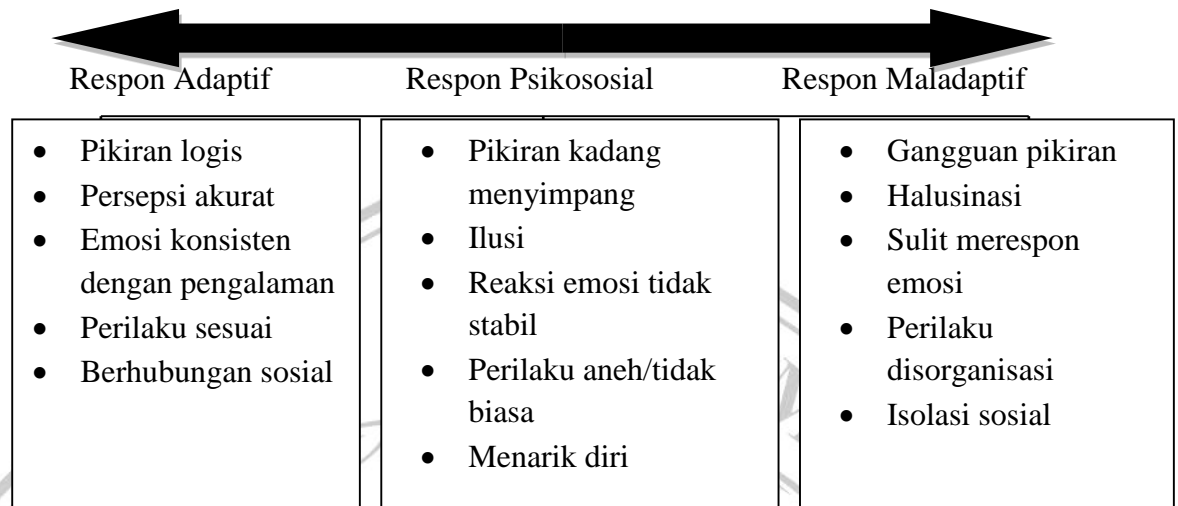 Respon Adaptif Respon Psikososial Respon Maladaptif
• Pikiran logis
• Persepsi akurat
• Emosi konsisten
dengan pengalaman
• Perilaku sesuai
• Berhubungan sosial
• Pikiran kadang
menyimpang
• Ilusi
• Reaksi emosi tidak
stabil
• Perilaku aneh/tidak
biasa
• Menarik diri
• Gangguan pikiran
• Halusinasi
• Sulit merespon
emosi
• Perilaku
disorganisasi
• Isolasi sosial